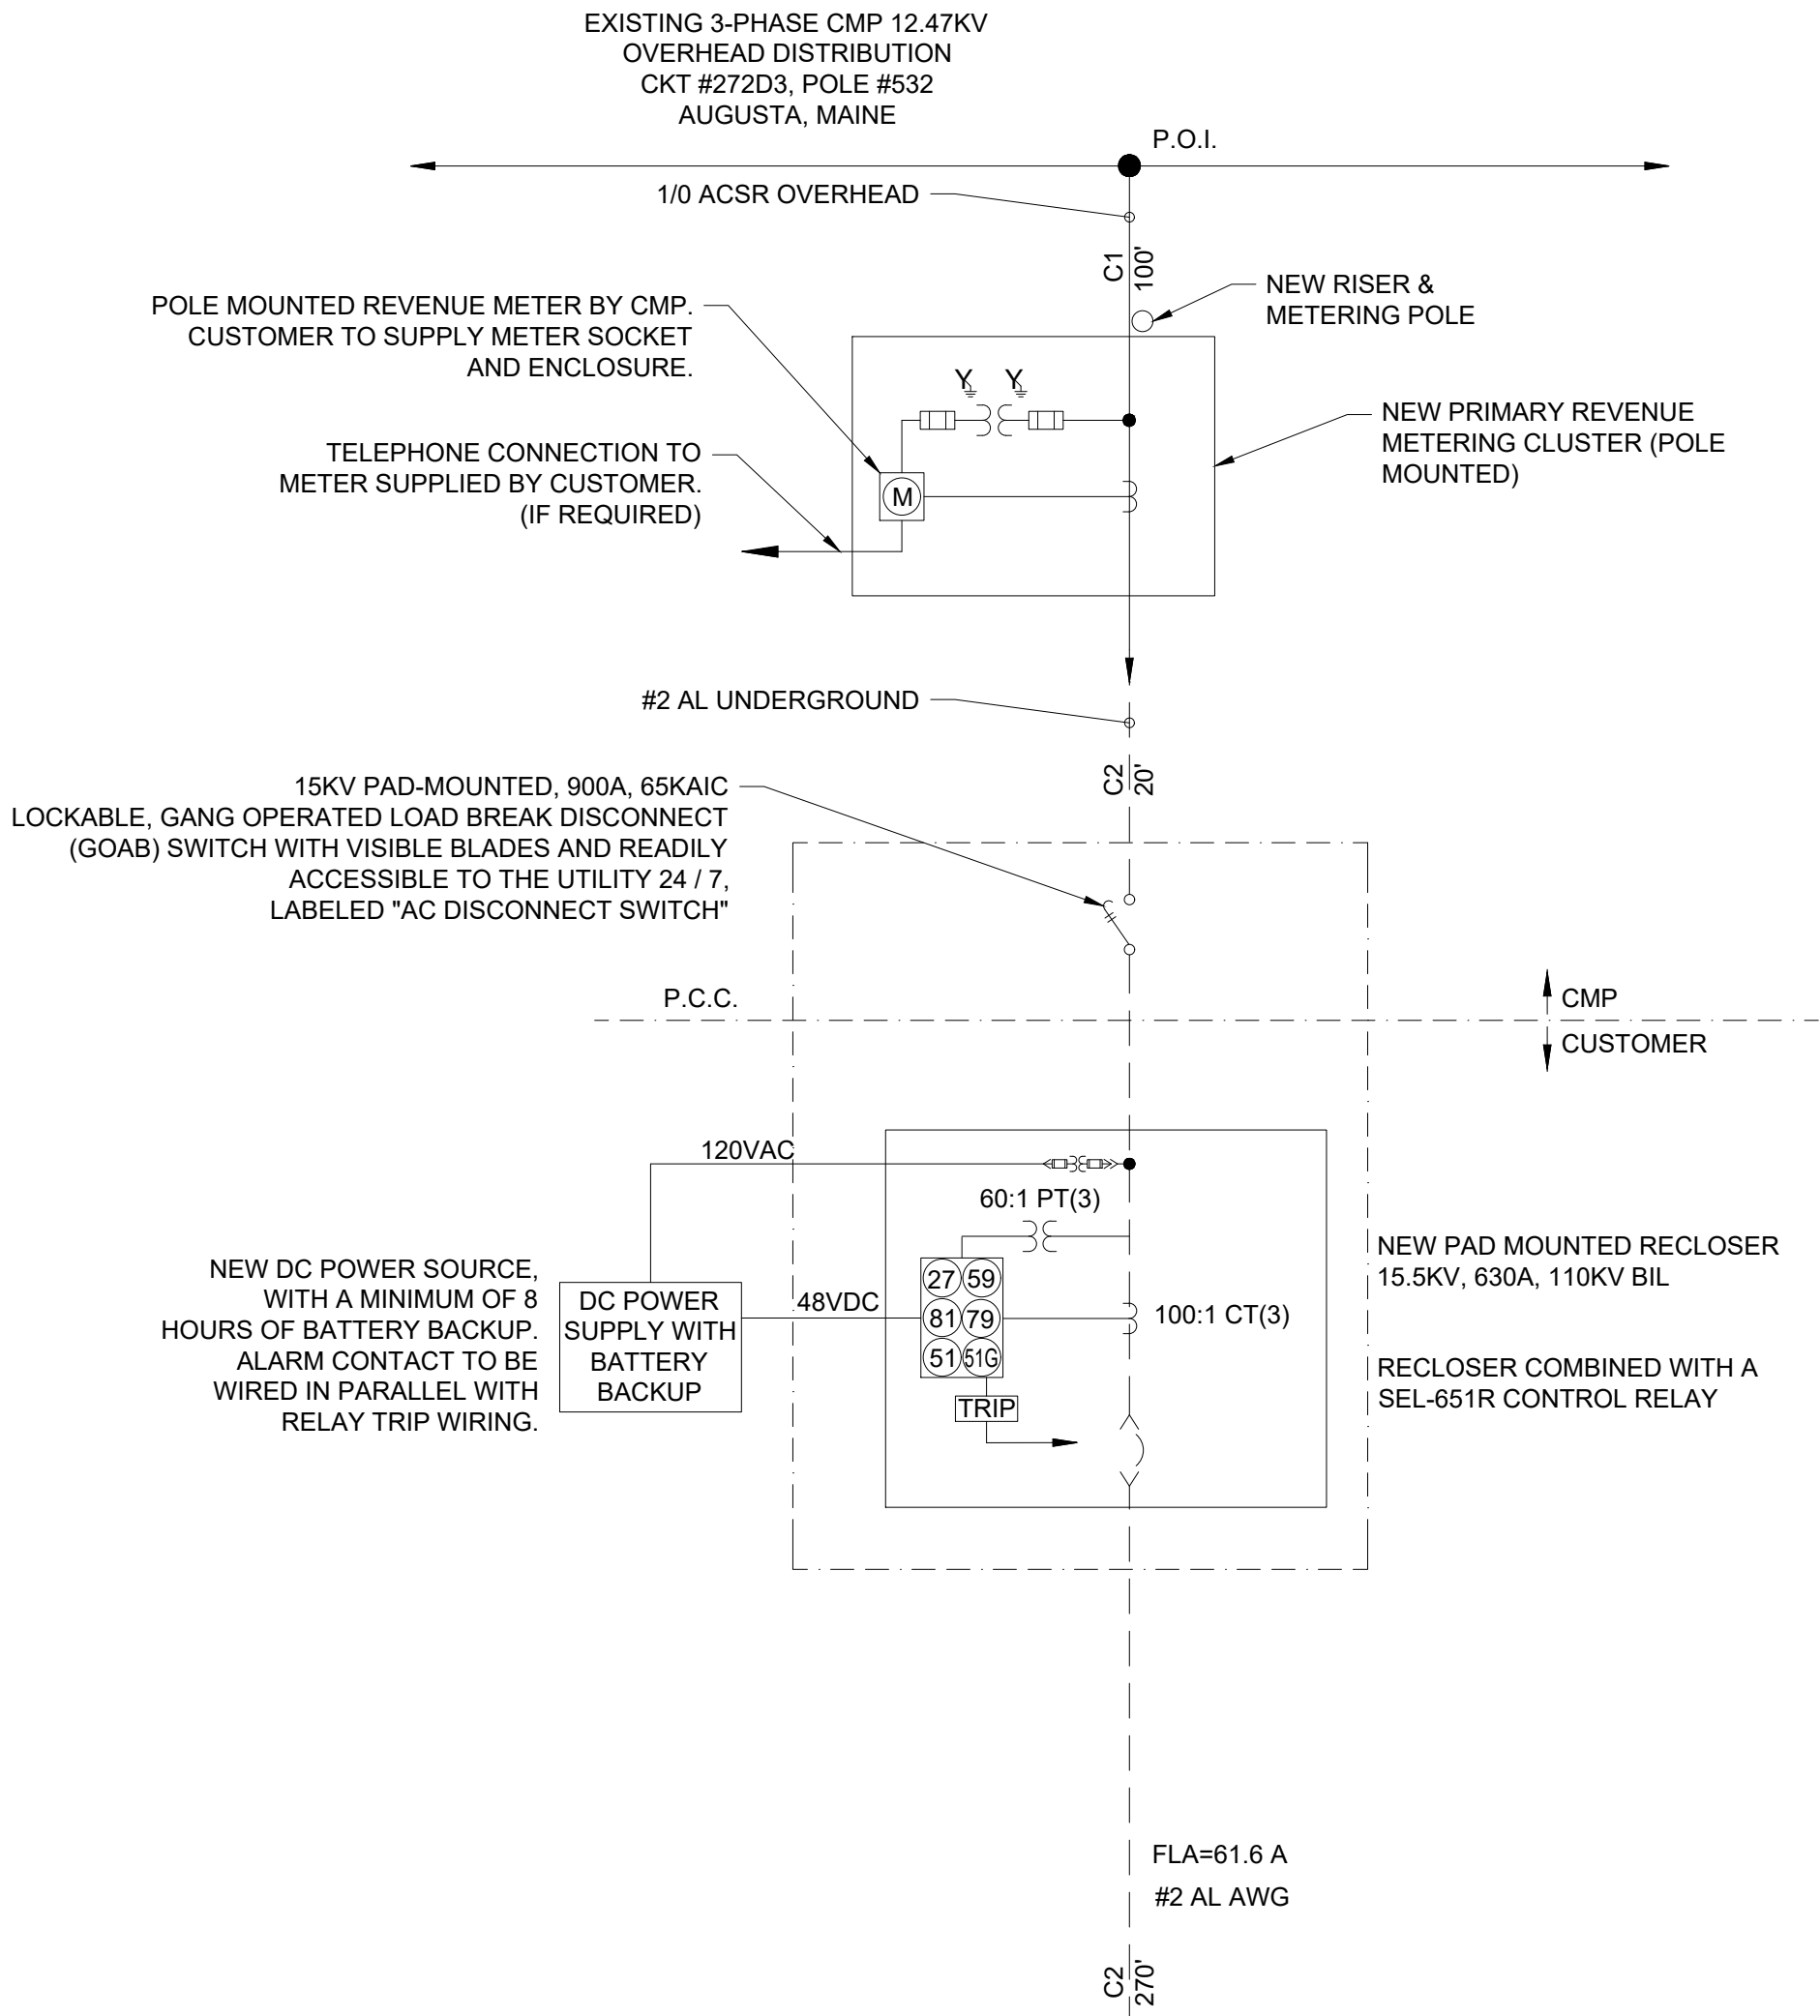 EXISTING 3-PHASE CMP 12.47KV
OVERHEAD DISTRIBUTION
CKT #272D3, POLE #532
AUGUSTA, MAINE
P.O.I.
1/0 ACSR OVERHEAD
C1
100'
NEW RISER &
METERING POLE
POLE MOUNTED REVENUE METER BY CMP.
CUSTOMER TO SUPPLY METER SOCKET
AND ENCLOSURE.
Y Y
NEW PRIMARY REVENUE
METERING CLUSTER (POLE
MOUNTED)
TELEPHONE CONNECTION TO
METER SUPPLIED BY CUSTOMER.
(IF REQUIRED)
M
#2 AL UNDERGROUND
C2
20'
15KV PAD-MOUNTED, 900A, 65KAIC
LOCKABLE, GANG OPERATED LOAD BREAK DISCONNECT
(GOAB) SWITCH WITH VISIBLE BLADES AND READILY
ACCESSIBLE TO THE UTILITY 24 / 7,
LABELED "AC DISCONNECT SWITCH"
P.C.C.
CMP
CUSTOMER
120VAC
60:1 PT(3)
NEW DC POWER SOURCE,
WITH A MINIMUM OF 8
HOURS OF BATTERY BACKUP.
ALARM CONTACT TO BE
WIRED IN PARALLEL WITH
RELAY TRIP WIRING.
DC POWER
SUPPLY WITH
BATTERY
BACKUP
48VDC
27 59
81 79
51 51G
TRIP
100:1 CT(3)
NEW PAD MOUNTED RECLOSER
15.5KV, 630A, 110KV BIL
RECLOSER COMBINED WITH A
SEL-651R CONTROL RELAY
FLA=61.6 A
#2 AL AWG
C2
270'